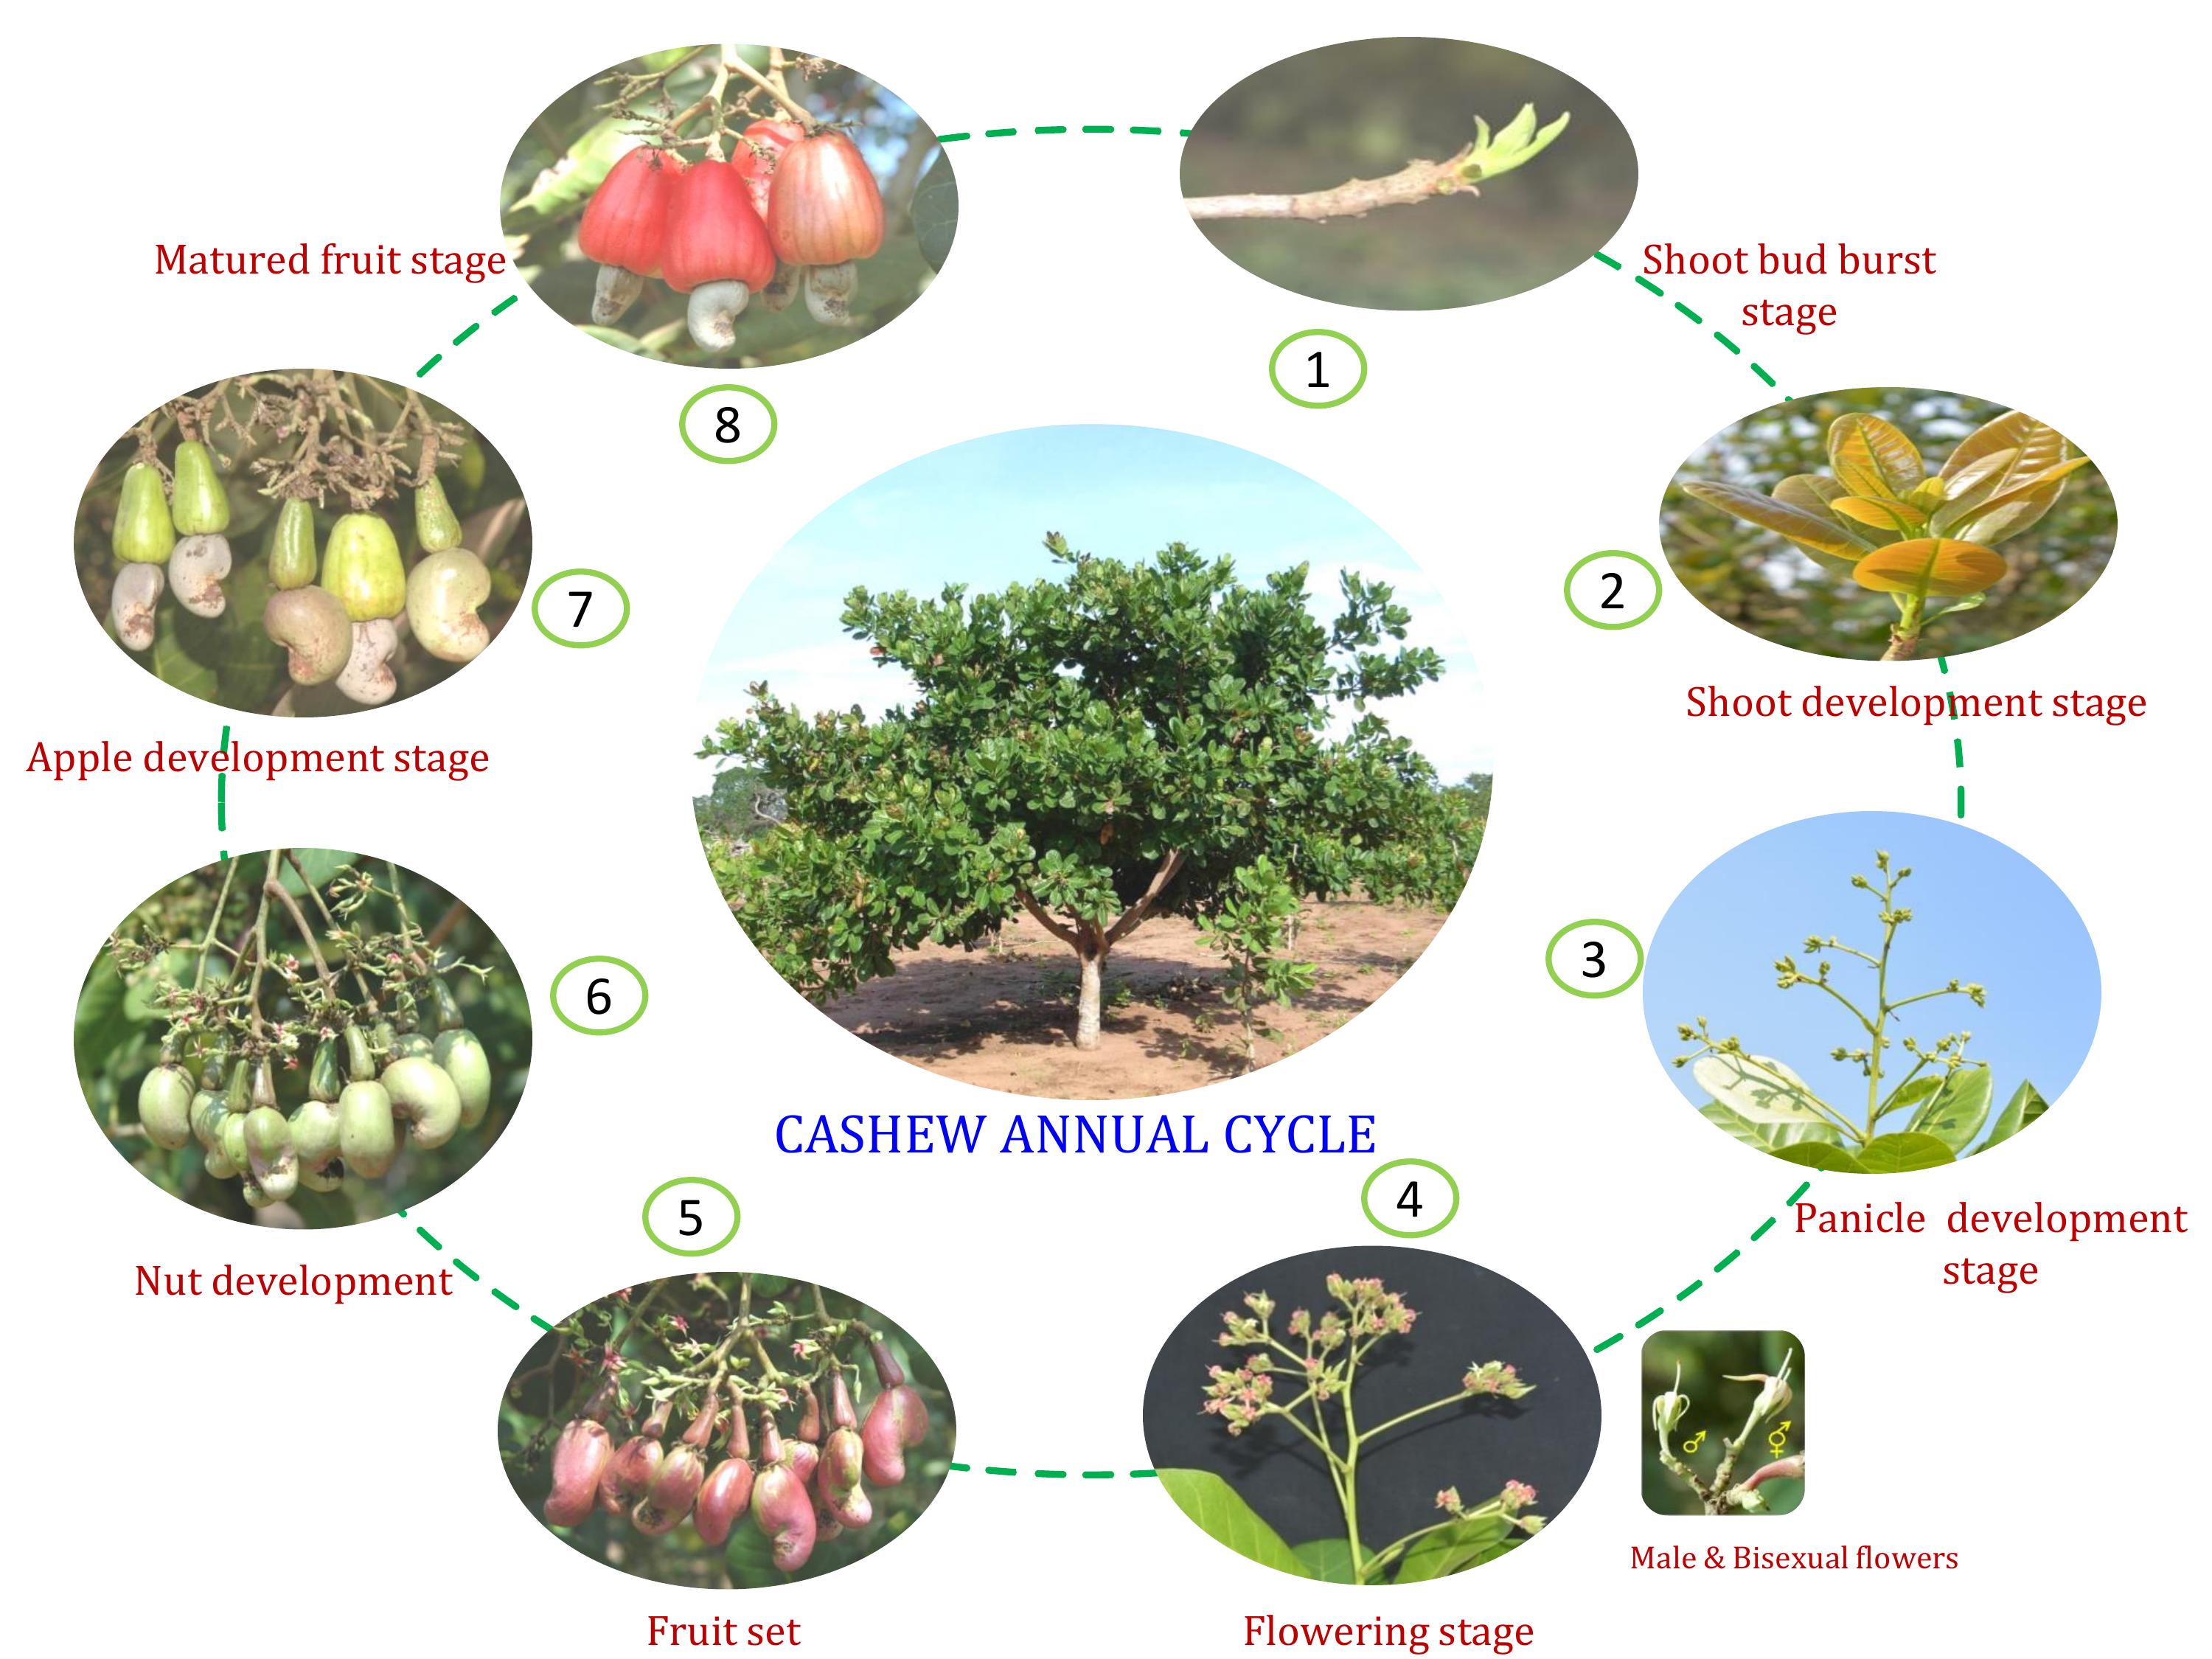 Matured fruit stage
8
1
Shoot bud burst
stage
2
Shoot development stage
7
Apple development stage
3
Panicle  development
stage
6
Nut development
CASHEW ANNUAL CYCLE
5
Fruit set
4
Flowering stage
♂
⚥
Male & Bisexual flowers